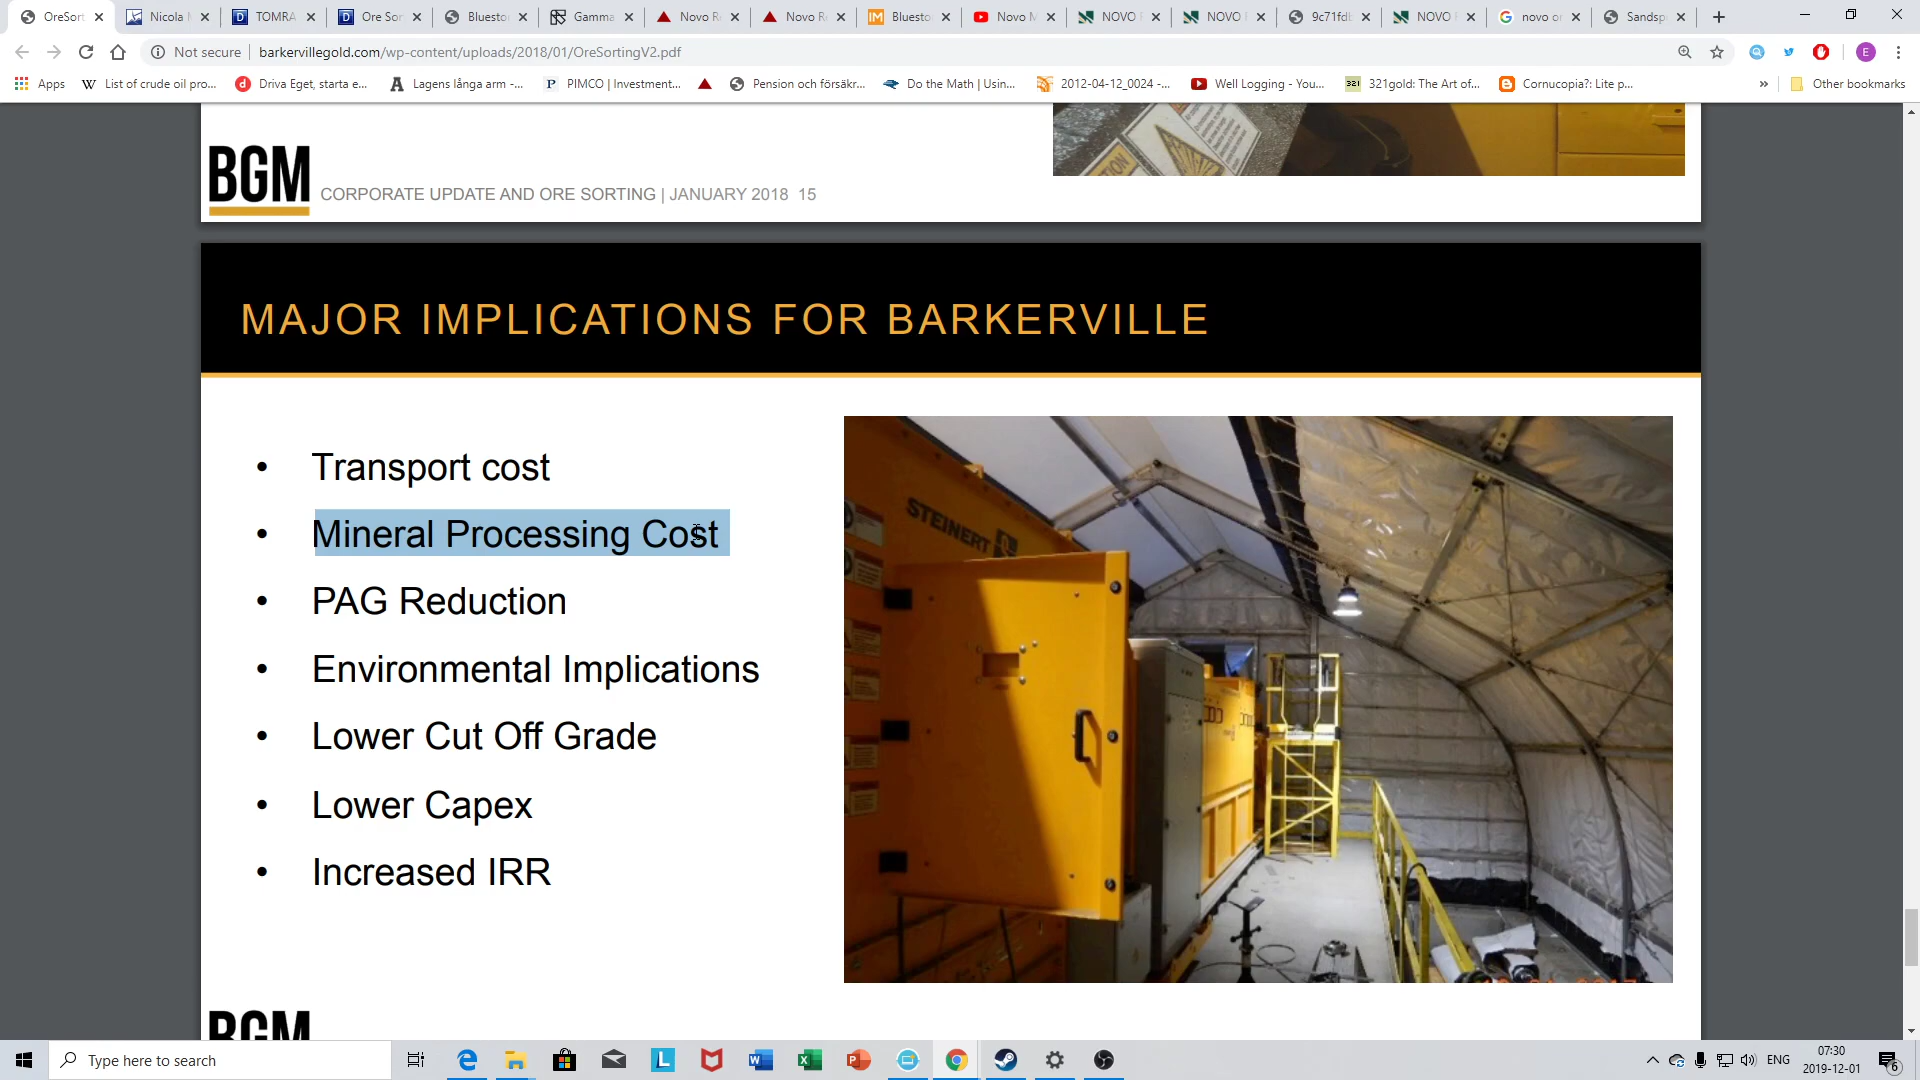 OreSort
Nicola M
TOMRA
Ore Sor
Bluesto
Gamma
Novo R
Novo R
Bluesto
Novo M
NOVO
NOVO
9c71fd
NOVO
novo or
Sandsp
Not secure
barkervillegold.com/wp-content/uploads/2018/01/OreSortingV2.pdf
E
Apps
List of crude oil pro...
Driva Eget, starta e...
Lagens långa arm -...
PIMCO | Investment...
Pension och försäkr...
Do the Math | Usin...
2012-04-12_0024 -...
Well Logging - You...
321gold: The Art of...
Cornucopia?: Lite p...
»
Other bookmarks
BGM
CORPORATE UPDATE AND ORE SORTING | JANUARY 2018 15
MAJOR IMPLICATIONS FOR BARKERVILLE
• Transport cost
• Mineral Processing Cost
• PAG Reduction
• Environmental Implications
• Lower Cut Off Grade
• Lower Capex
• Increased IRR
STEINERT
BGM
Type here to search
ENG
07:30
2019-12-01
6